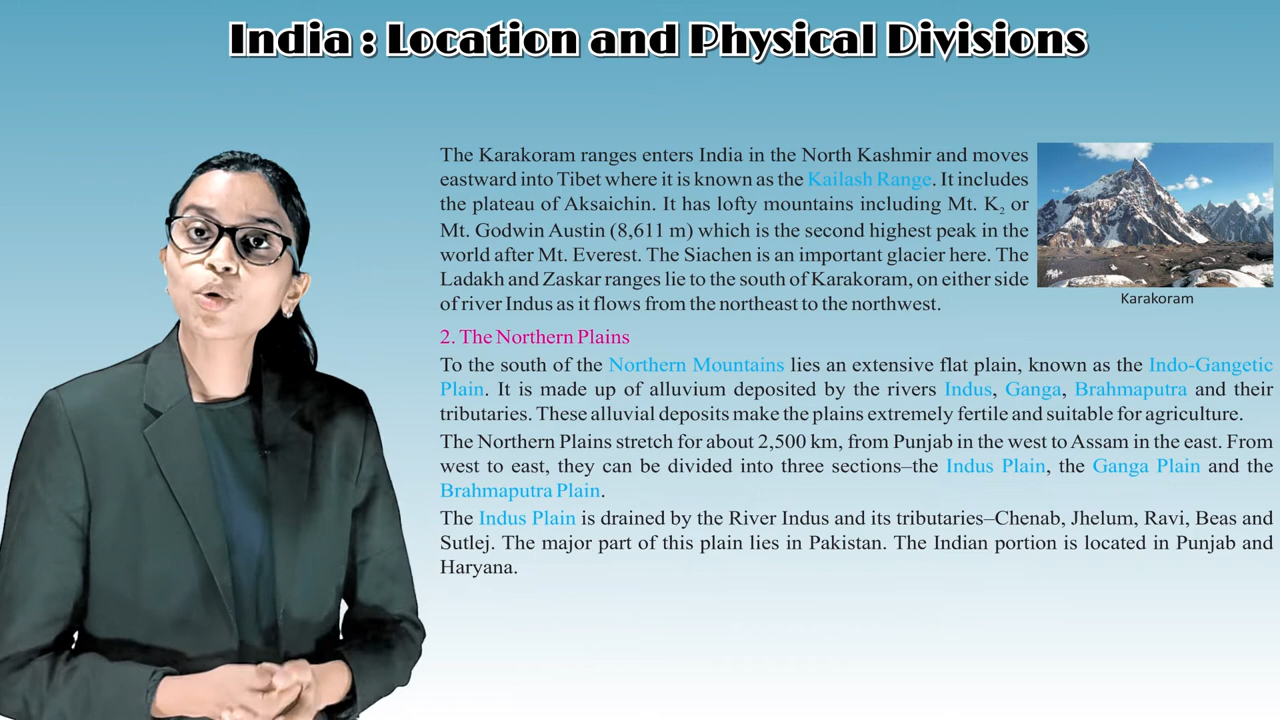 India : Location and Physical Divisions
The Karakoram ranges enters India in the North Kashmir and moves
eastward into Tibet where it is known as the Kailash Range. It includes
the plateau of Aksaichin. It has lofty mountains including Mt. K₂ or
Mt. Godwin Austin (8,611 m) which is the second highest peak in the
world after Mt. Everest. The Siachen is an important glacier here. The
Ladakh and Zaskar ranges lie to the south of Karakoram, on either side
of river Indus as it flows from the northeast to the northwest.
Karakoram
2. The Northern Plains
To the south of the Northern Mountains lies an extensive flat plain, known as the Indo-Gangetic
Plain. It is made up of alluvium deposited by the rivers Indus, Ganga, Brahmaputra and their
tributaries. These alluvial deposits make the plains extremely fertile and suitable for agriculture.
The Northern Plains stretch for about 2,500 km, from Punjab in the west to Assam in the east. From
west to east, they can be divided into three sections–the Indus Plain, the Ganga Plain and the
Brahmaputra Plain.
The Indus Plain is drained by the River Indus and its tributaries–Chenab, Jhelum, Ravi, Beas and
Sutlej. The major part of this plain lies in Pakistan. The Indian portion is located in Punjab and
Haryana.